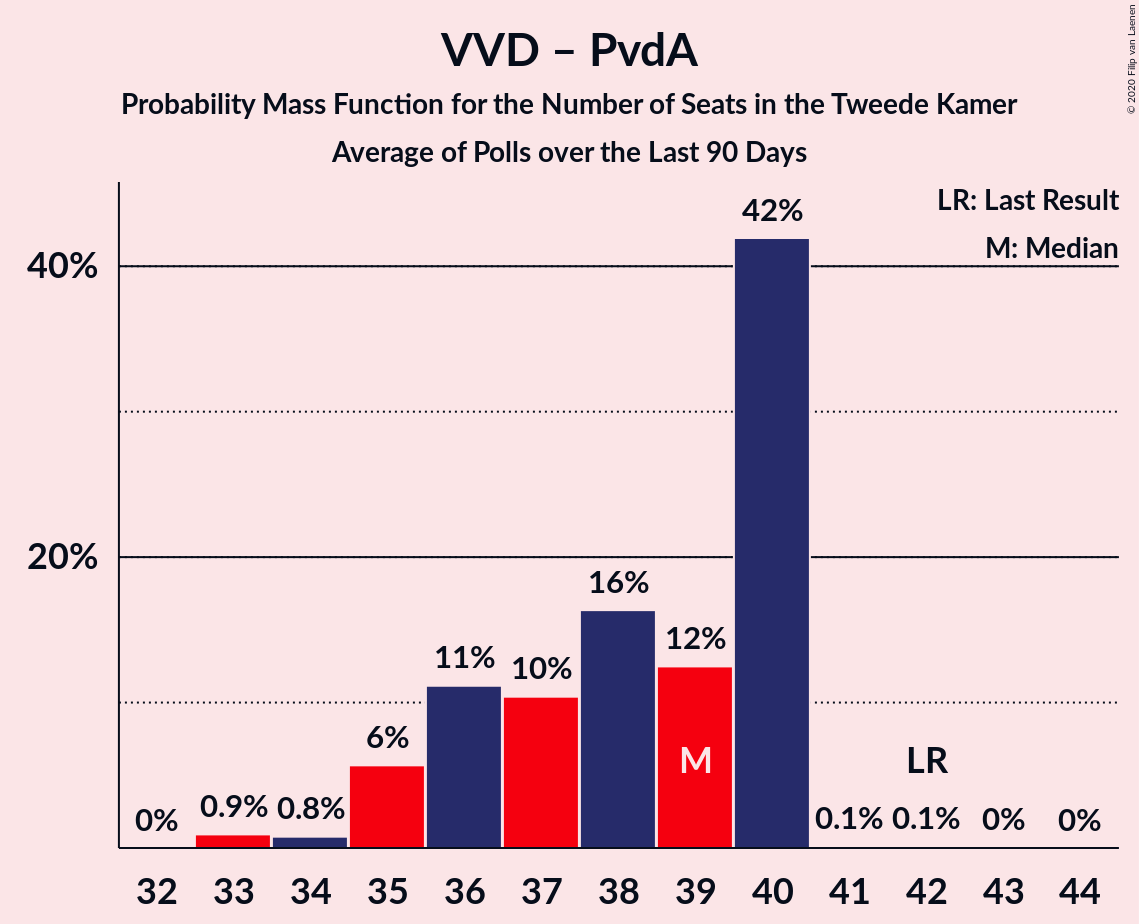 VVD – PvdA
Probability Mass Function for the Number of Seats in the Tweede Kamer
Average of Polls over the Last 90 Days
© 2020 Filip van Laenen
LR: Last Result
M: Median
40%
20%
0%
0.9%
0.8%
6%
11%
10%
16%
12%
42%
0.1%
0.1%
0%
0%
M
LR
32 33 34 35 36 37 38 39 40 41 42 43 44